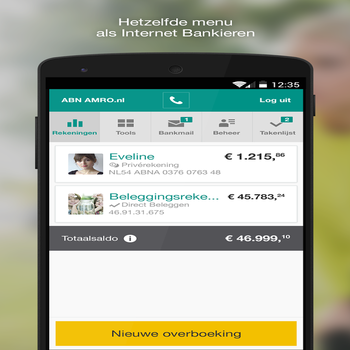 Hetzelfde menu
als Internet Bankieren
12:35
ABN AMRO.nl Log uit
1 2
Rekeningen Tools Bankmail Beheer Takenlijst
Eveline € 1.215,86
Privérekening
NL54 ABNA 0376 0763 48
Beleggingsreke... € 45.783,24
Direct Beleggen
46.91.31.675
Totaalsaldo € 46.999,10
Nieuwe overboeking